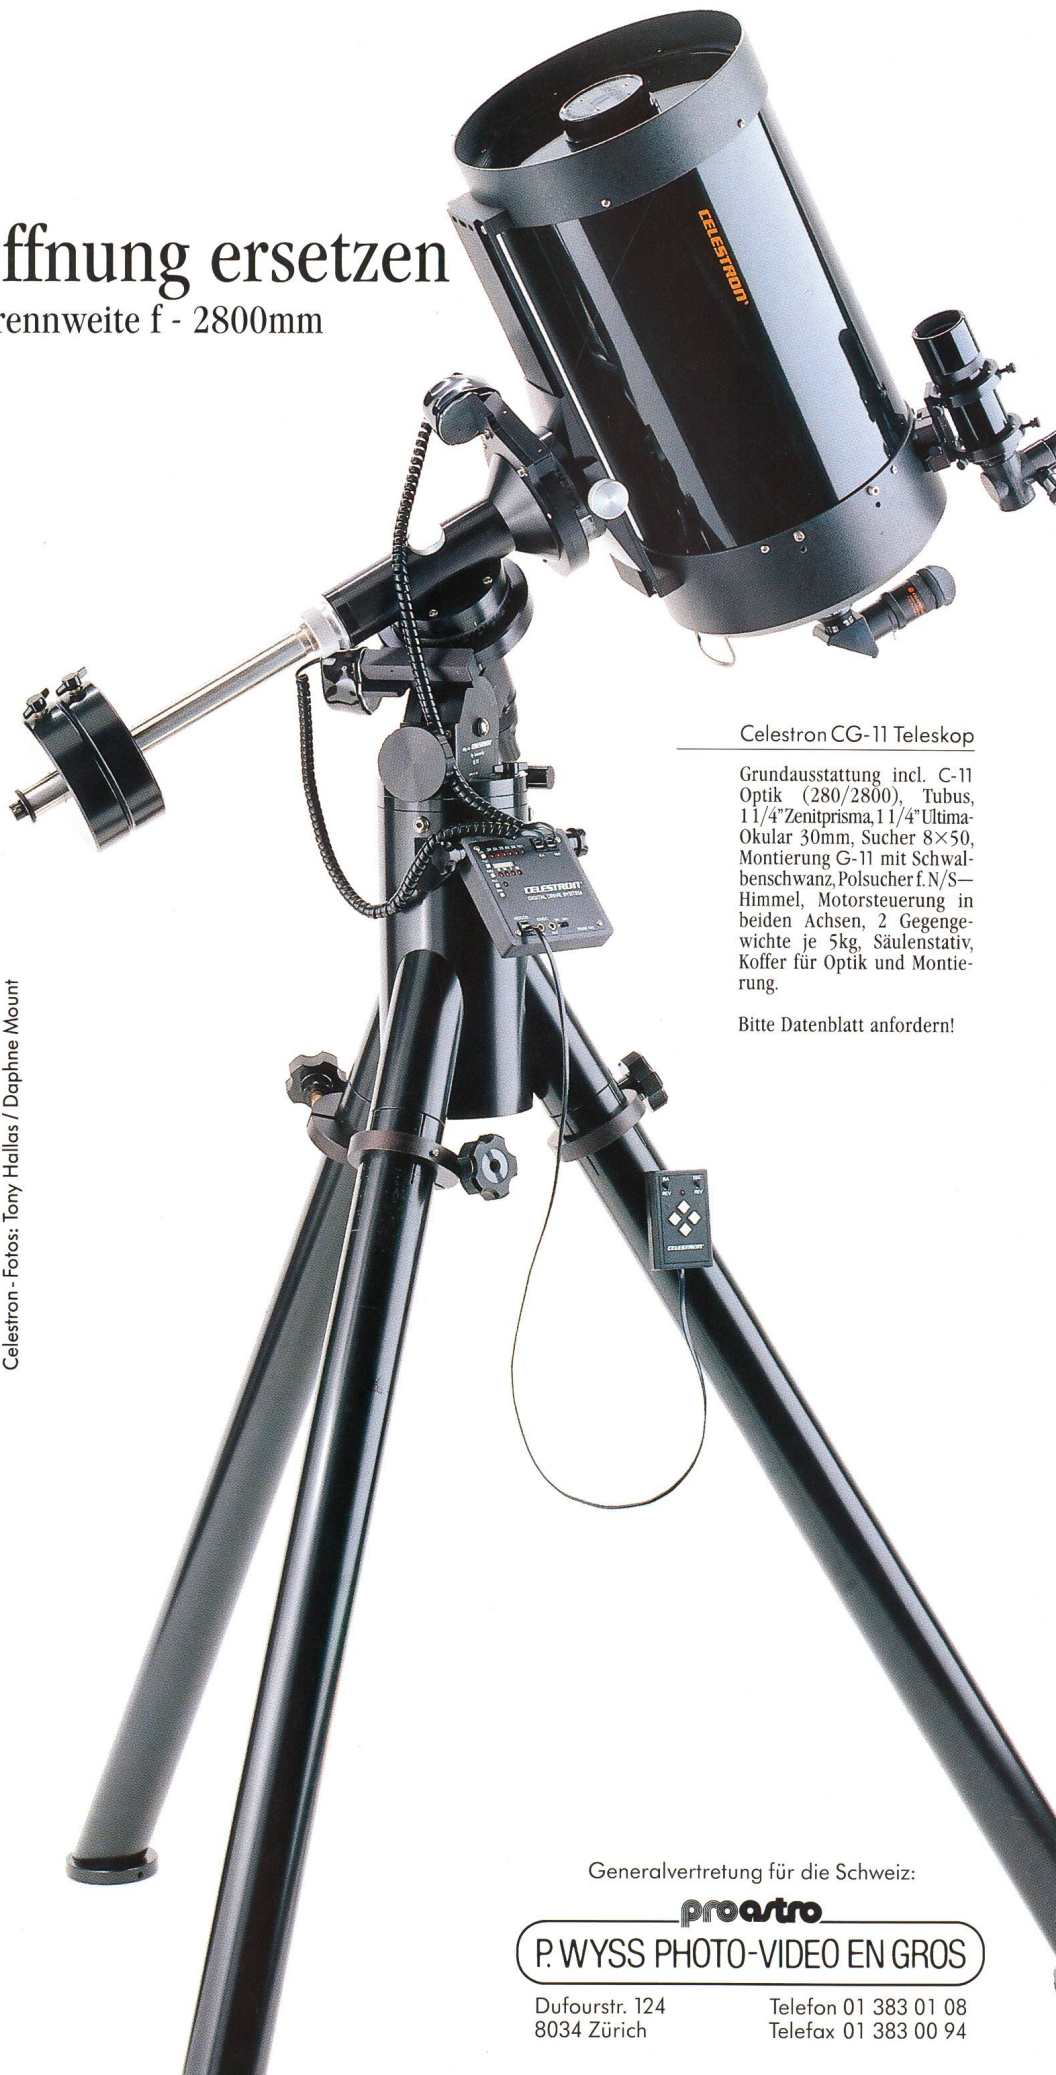 ffnung ersetzen
rennweite f - 2800mm
CELESTRON
Celestron CG-11 Teleskop
Grundausstattung incl. C-11
Optik (280/2800), Tubus,
1 1/4”Zenitprisma,1 1/4”Ultima-
Okular 30mm, Sucher 8×50,
Montierung G-11 mit Schwal-
benschwanz,Polsucher f. N/S—
Himmel, Motorsteuerung in
beiden Achsen, 2 Gegenge-
wichte je 5kg, Säulenstativ,
Koffer für Optik und Montie-
rung.
Bitte Datenblatt anfordern!
CELESTRON
DIGITAL DRIVE SYSTEM
Celestron - Fotos: Tony Hallas / Daphne Mount
RA DEC
REV REV
CELESTRON
Generalvertretung für die Schweiz:
proastro
P. WYSS PHOTO-VIDEO EN GROS
Dufourstr. 124
8034 Zürich
Telefon 01 383 01 08
Telefax 01 383 00 94